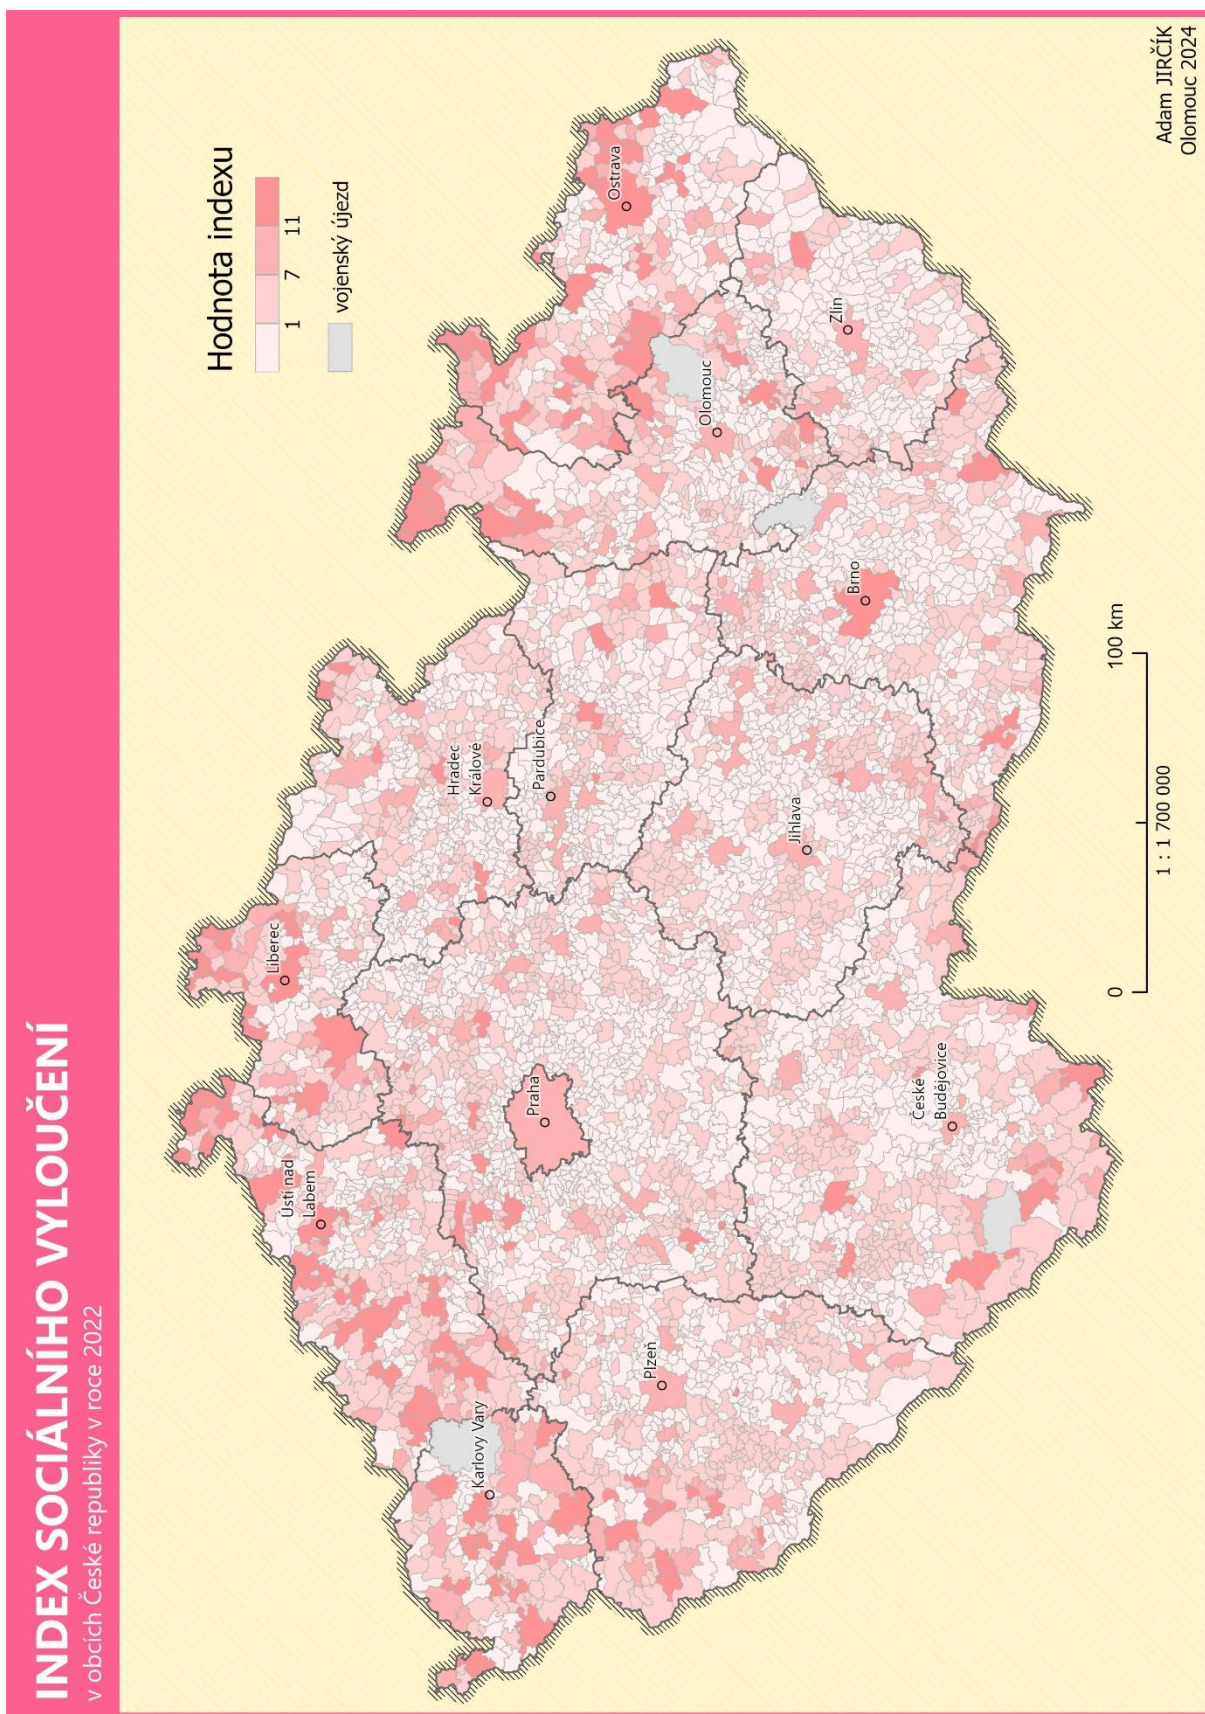 INDEX SOCIÁLNÍHO VYLOUČENÍ
v obcích České republiky v roce 2022
Hodnota indexu
1
7
11
vojenský újezd
Liberec
Ústí nad
Labem
Karlovy Vary
Praha
Hradec
Králové
Pardubice
Plzeň
Ostrava
Olomouc
Jihlava
Brno
Zlín
České
Budějovice
0
100 km
1 : 1 700 000
Adam JIRČÍK
Olomouc 2024